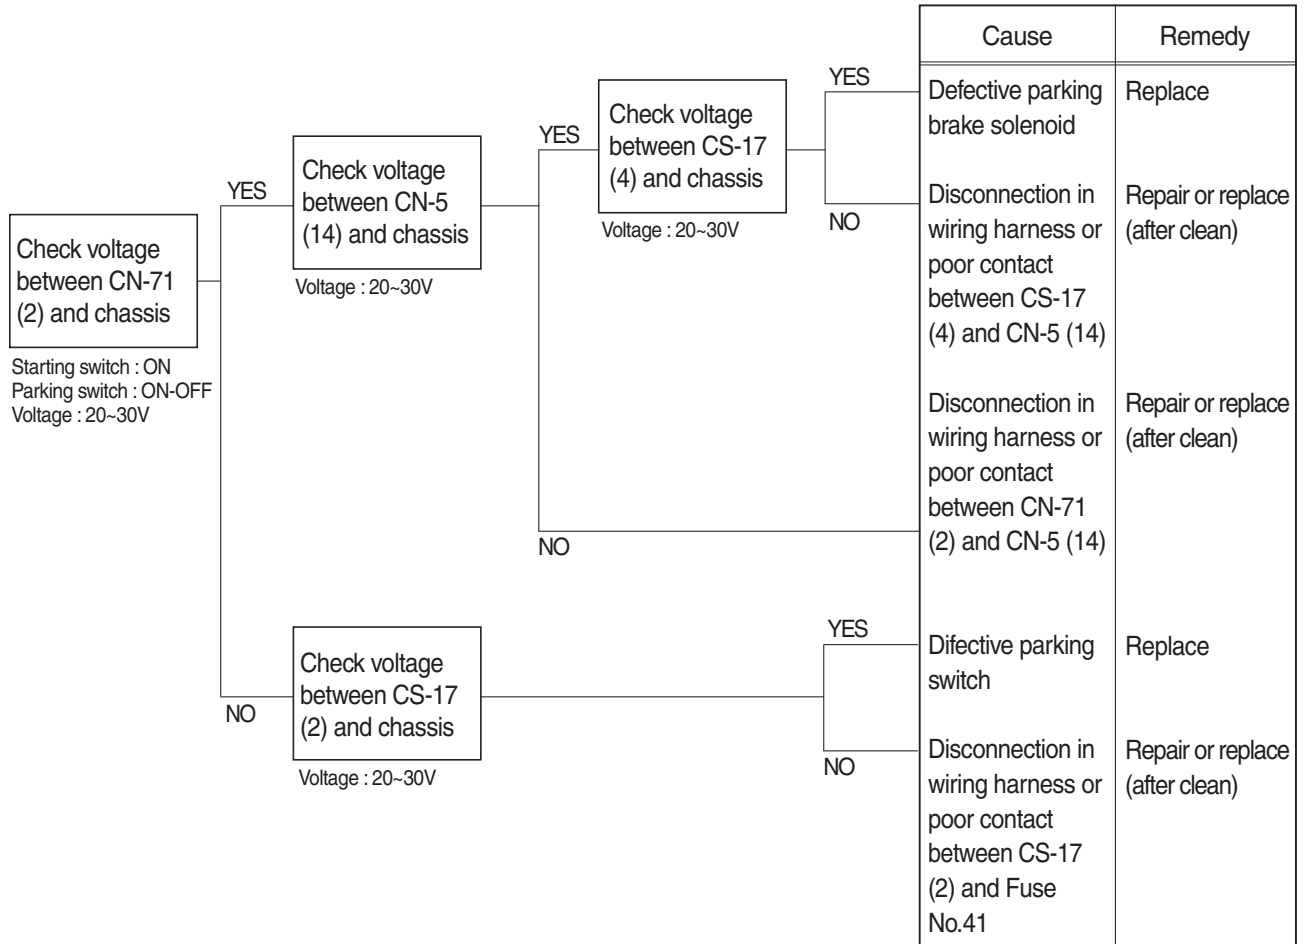 Check voltage
between CN-71
(2) and chassis
Starting switch : ON
Parking switch : ON-OFF
Voltage : 20~30V
YES
Check voltage
between CN-5
(14) and chassis
Voltage : 20~30V
YES
Check voltage
between CS-17
(4) and chassis
Voltage : 20~30V
YES
NO
NO
NO
Check voltage
between CS-17
(2) and chassis
Voltage : 20~30V
YES
NO
Cause
Remedy
Defective parking
brake solenoid
Replace
Disconnection in
wiring harness or
poor contact
between CS-17
(4) and CN-5 (14)
Repair or replace
(after clean)
Disconnection in
wiring harness or
poor contact
between CN-71
(2) and CN-5 (14)
Repair or replace
(after clean)
Difective parking
switch
Replace
Disconnection in
wiring harness or
poor contact
between CS-17
(2) and Fuse
No.41
Repair or replace
(after clean)